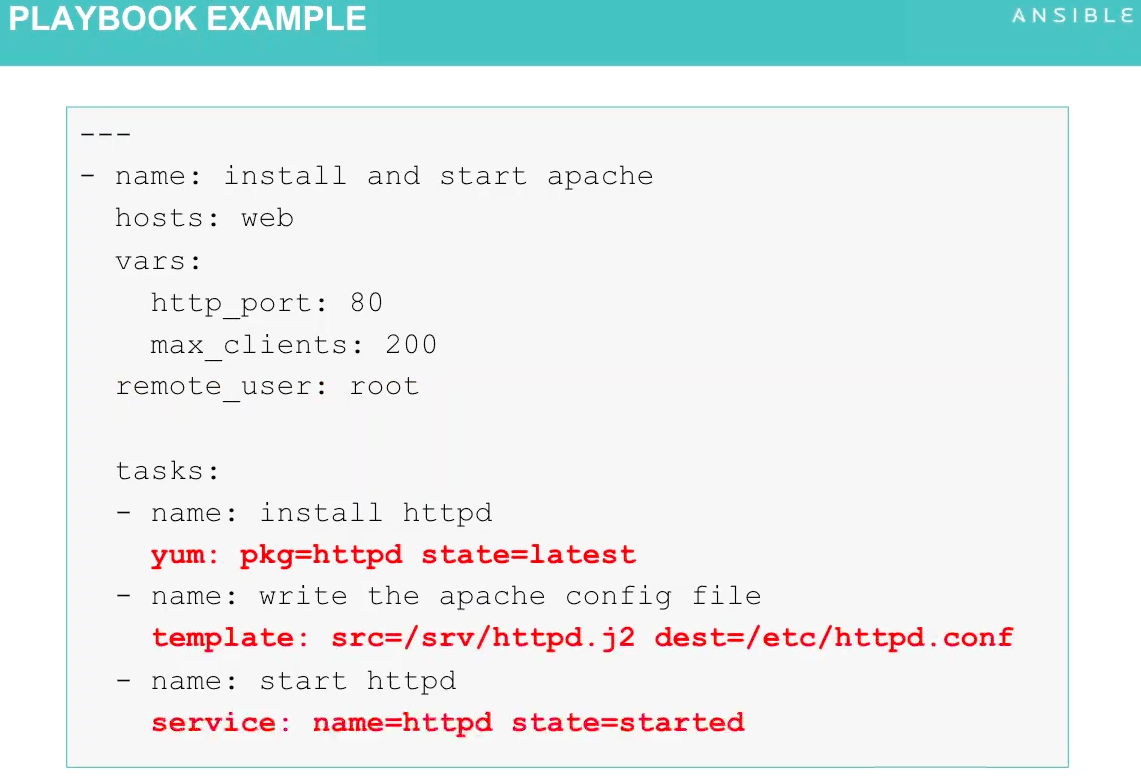 PLAYBOOK EXAMPLE
ANSIBLE
---
- name: install and start apache
  hosts: web
  vars:
    http_port: 80
    max_clients: 200
  remote_user: root

  tasks:
  - name: install httpd
    yum: pkg=httpd state=latest
  - name: write the apache config file
    template: src=/srv/httpd.j2 dest=/etc/httpd.conf
  - name: start httpd
    service: name=httpd state=started